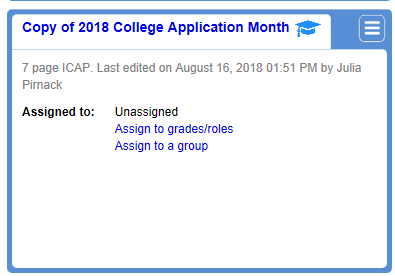 Copy of 2018 College Application Month
7 page ICAP. Last edited on August 16, 2018 01:51 PM by Julia
Pirnack
Assigned to: Unassigned
Assign to grades/roles
Assign to a group